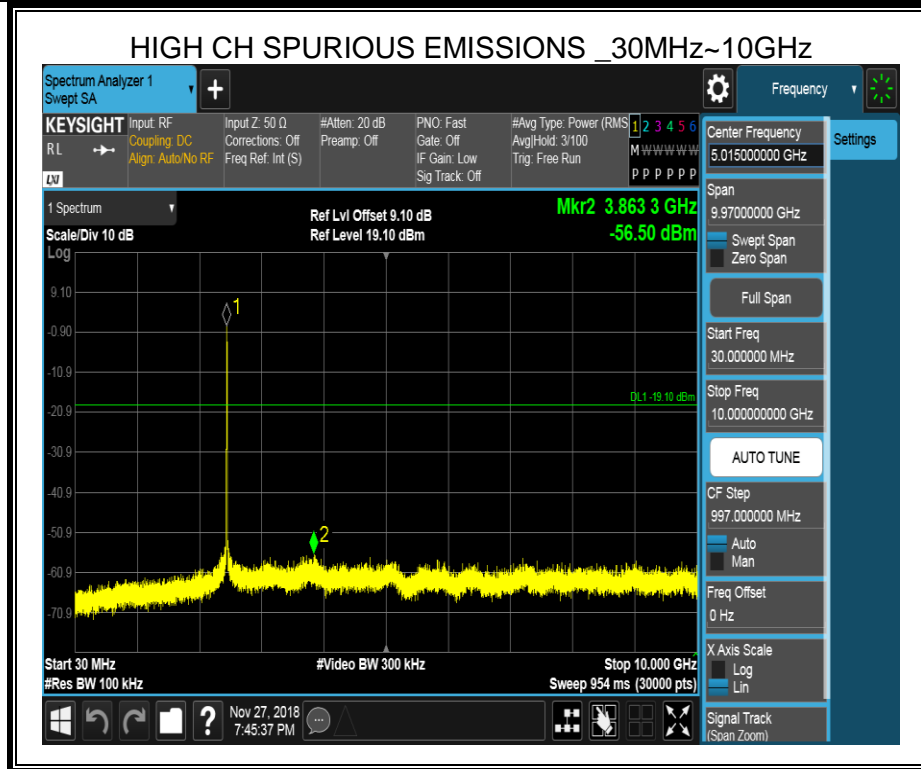 HIGH CH SPURIOUS EMISSIONS _30MHz~10GHz
Spectrum Analyzer 1
Swept SA
+
Frequency
KEYSIGHT
RL
LXI
Input: RF
Coupling: DC
Align: Auto/No RF
Input Z: 50 Ω
Corrections: Off
Freq Ref: Int (S)
#Atten: 20 dB
Preamp: Off
PNO: Fast
Gate: Off
IF Gain: Low
Sig Track: Off
#Avg Type: Power (RMS
Avg|Hold: 3/100
Trig: Free Run
1 2 3 4 5 6
M W W W W W
P P P P P P
1 Spectrum
Scale/Div 10 dB
Log
Ref Lvl Offset 9.10 dB
Ref Level 19.10 dBm
Mkr2 3.863 3 GHz
-56.50 dBm
9.10
-0.90
-10.9
-20.9
-30.9
-40.9
-50.9
-60.9
-70.9
1
DL1 -19.10 dBm
2
Start 30 MHz
#Res BW 100 kHz
#Video BW 300 kHz
Stop 10.000 GHz
Sweep 954 ms (30000 pts)
?
Nov 27, 2018
7:45:37 PM
Center Frequency
5.015000000 GHz
Span
9.97000000 GHz
Swept Span
Zero Span
Full Span
Start Freq
30.000000 MHz
Stop Freq
10.000000000 GHz
AUTO TUNE
CF Step
997.000000 MHz
Auto
Man
Freq Offset
0 Hz
X Axis Scale
Log
Lin
Signal Track
(Span Zoom)
Settings